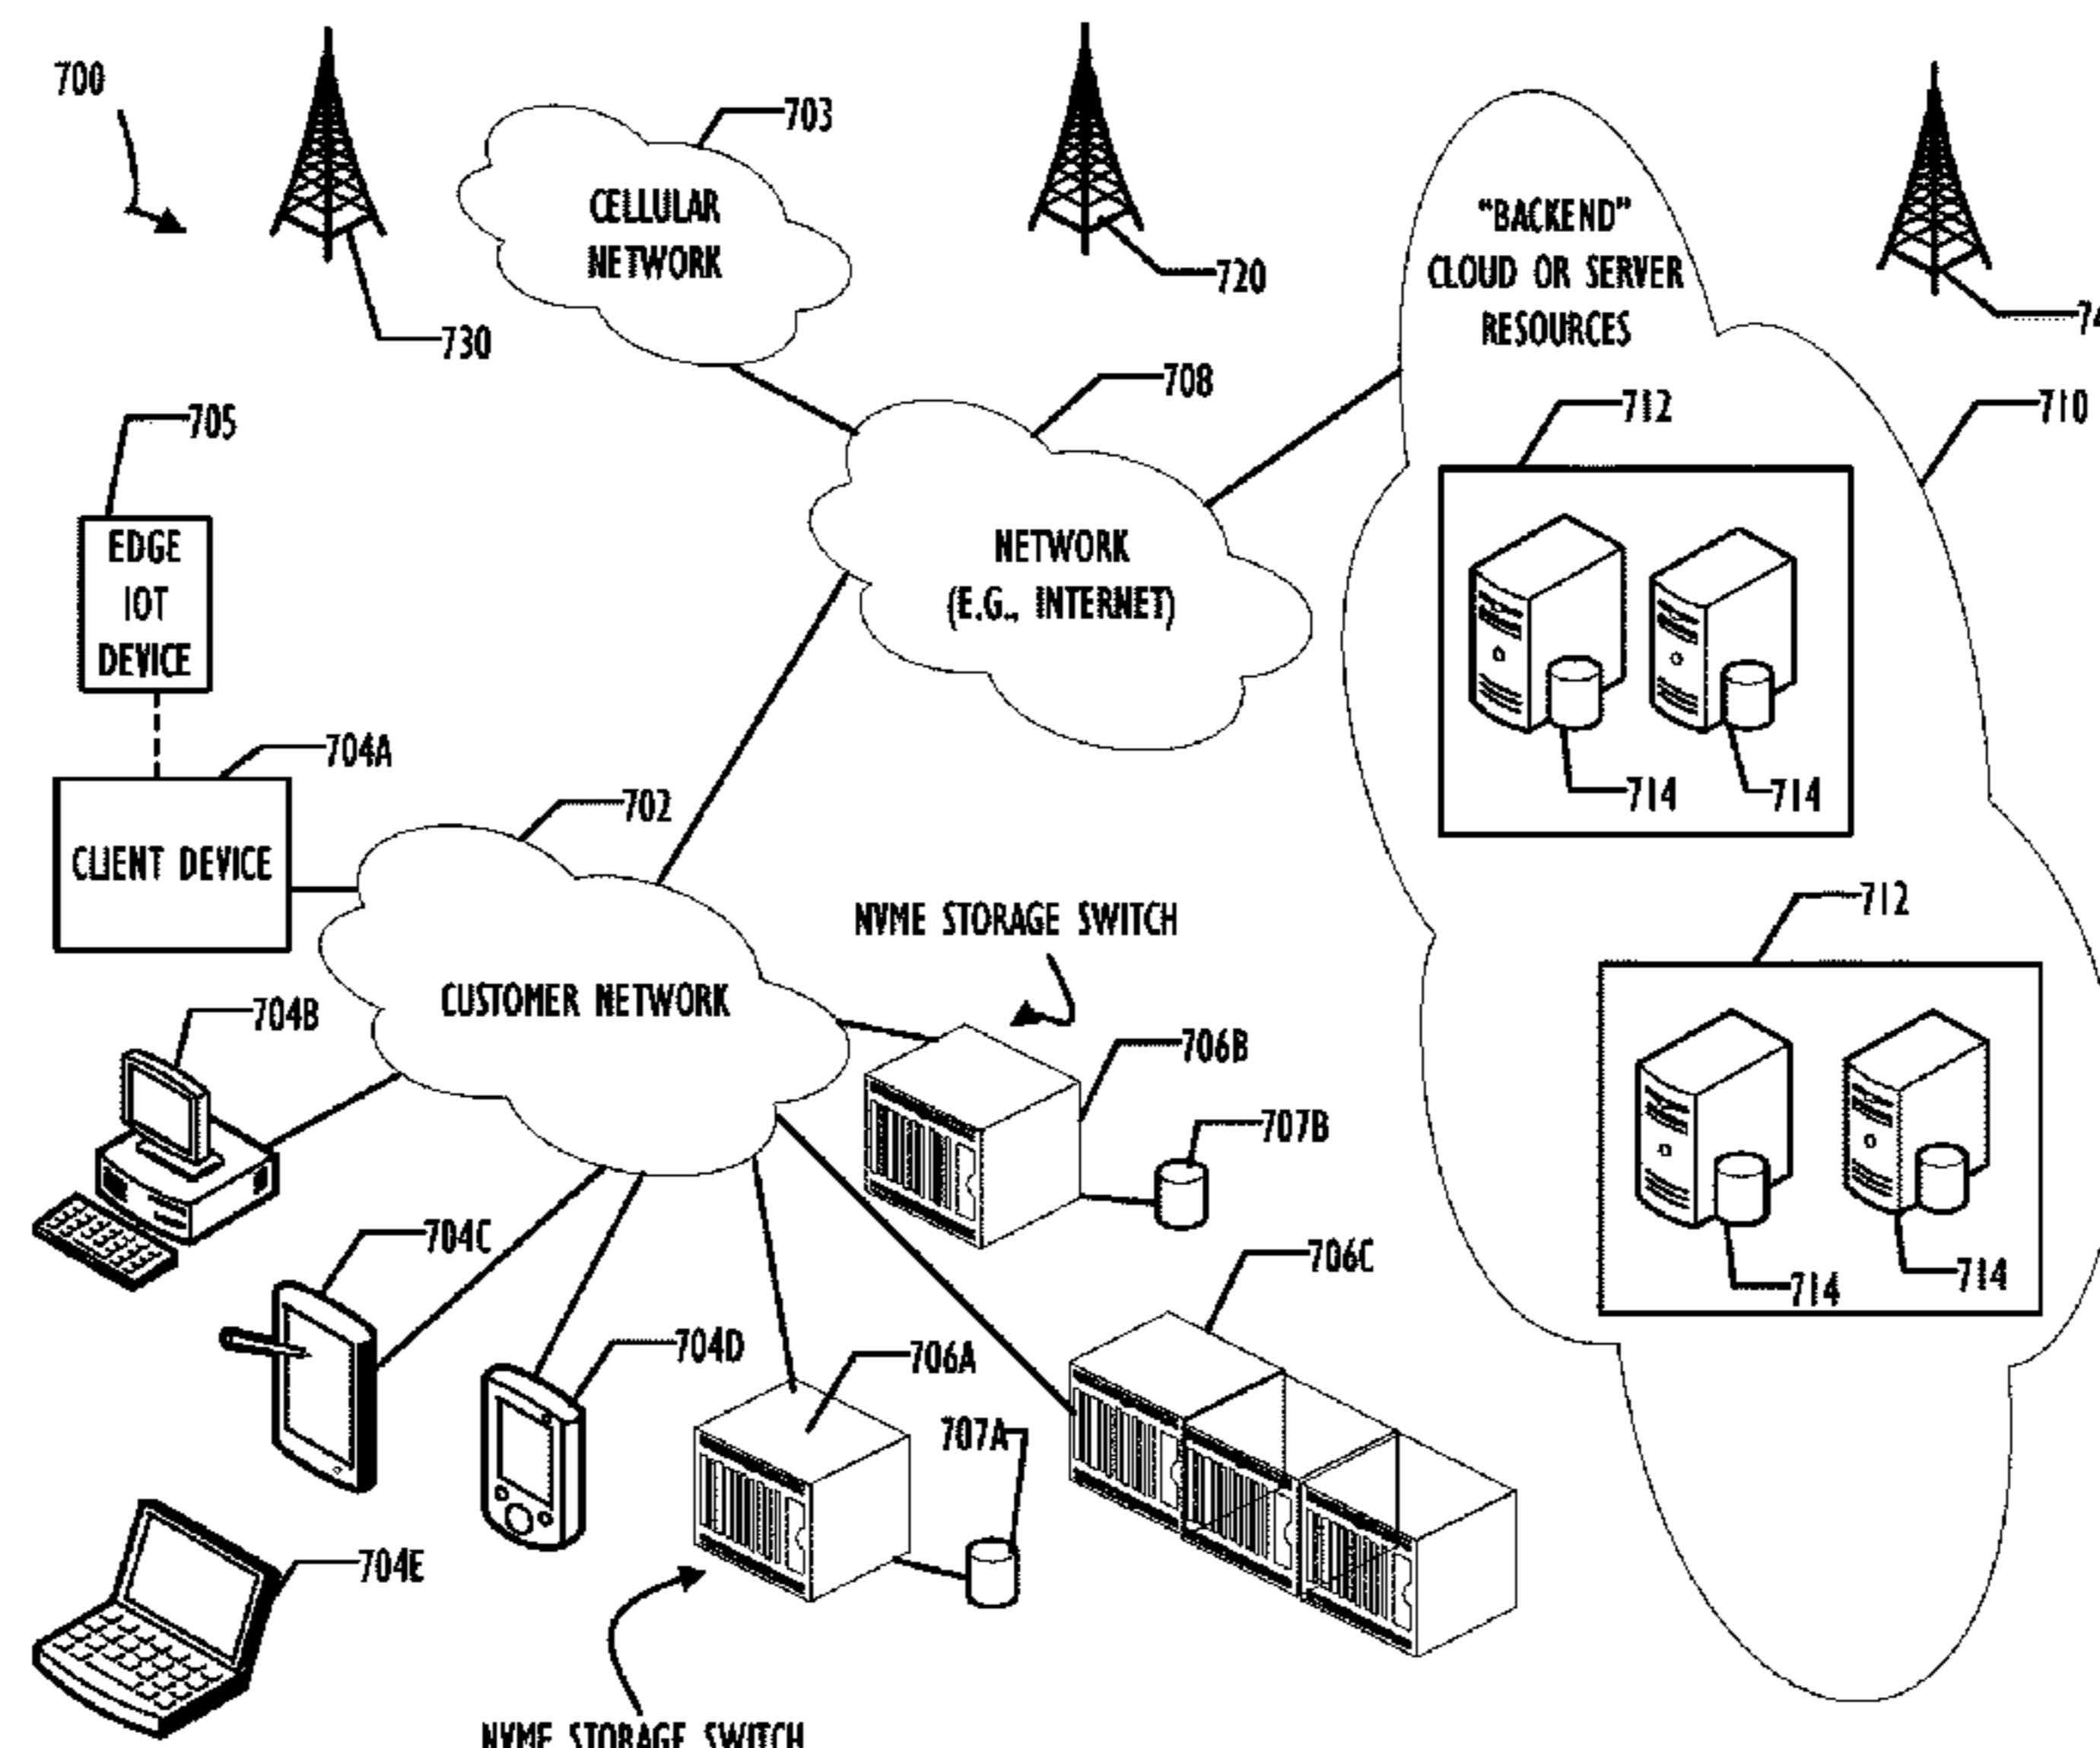 700
703
CELLULAR
NETWORK
730
720
"BACKEND"
CLOUD OR SERVER
RESOURCES
708
712
710
705
EDGE
IOT
DEVICE
NETWORK
(E.G., INTERNET)
714
714
704A
CLIENT DEVICE
702
CUSTOMER NETWORK
NVME STORAGE SWITCH
712
704B
706B
707B
704C
706C
714
714
704D
706A
707A
704E
NVME STORAGE SWITCH